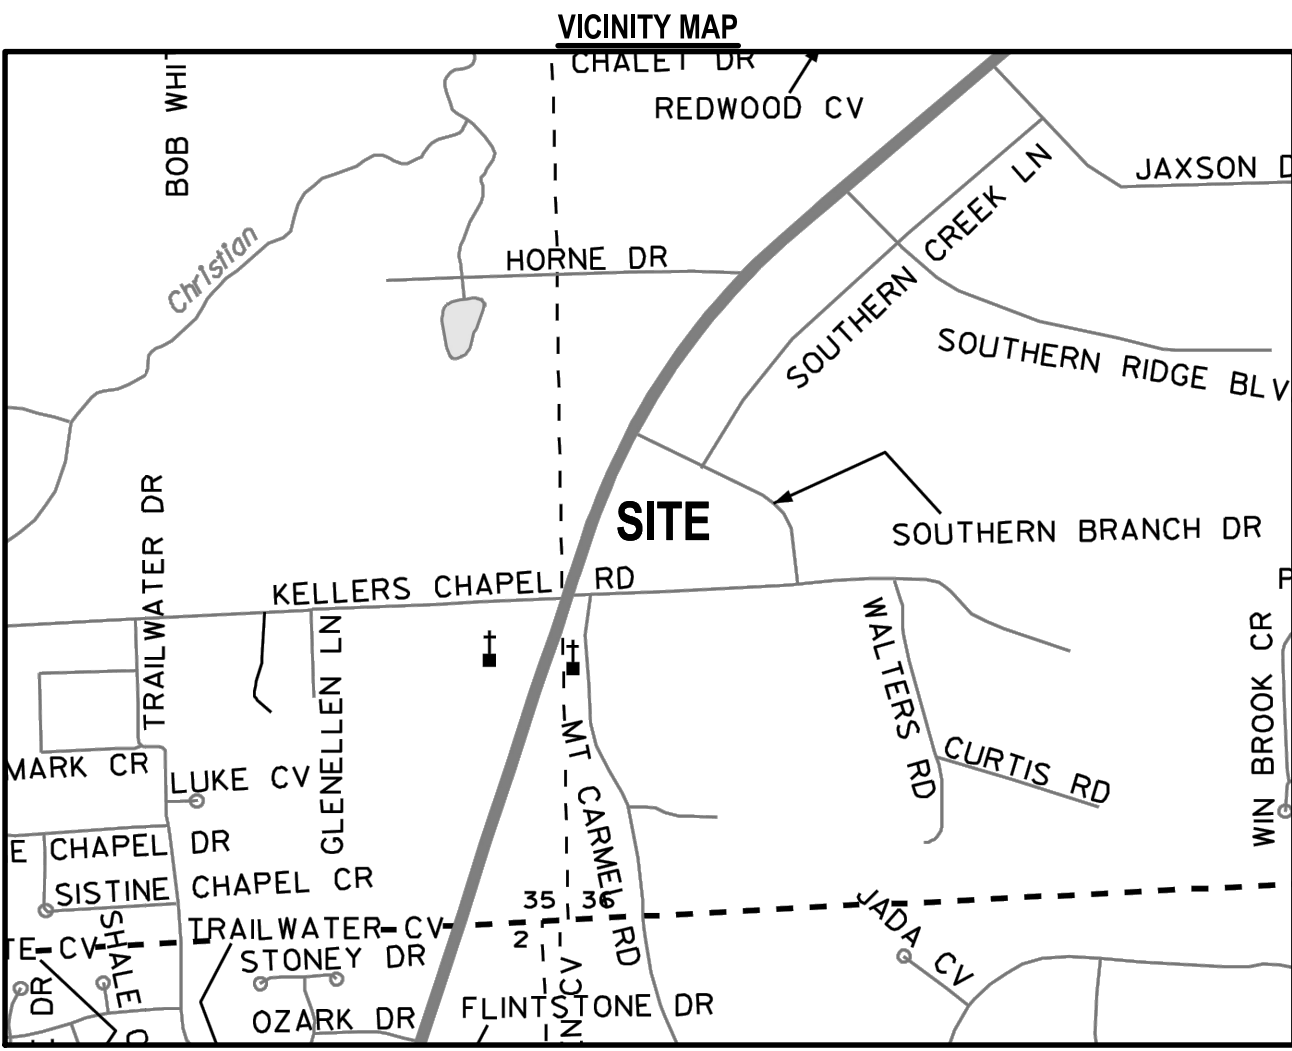 VICINITY MAP
CHALET DR
REDWOOD CV
BOB WHI
JAXSON
HORNE DR
Christian
SOUTHERN CREEK LN
SOUTHERN RIDGE BLV
TRAILWATER DR
SITE
SOUTHERN BRANCH DR
KELLERS CHAPEL RD
P
GLENELLEN LN
WALTERS RD
WIN BROOK CR
MT CARMEL RD
MARK CR
LUKE CV
CURTIS RD
E CHAPEL DR
SISTINE CHAPEL CR
35 36
2
JADA CV
TRAILWATER CV
TE CV
SHALE
STONEY DR
DR
N CV
FLINTSTONE DR
OZARK DR